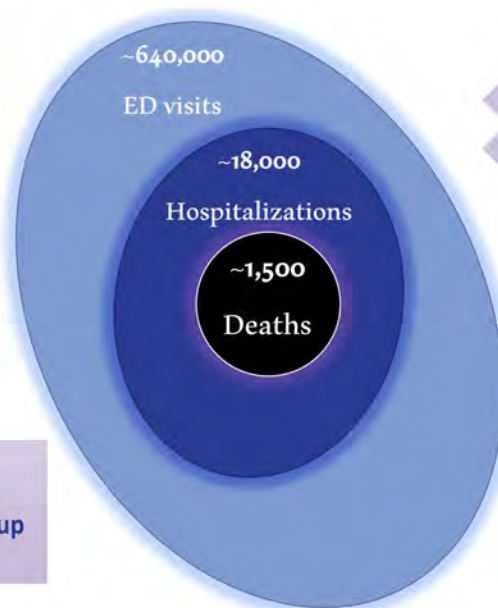 ~640,000
ED visits
~18,000
Hospitalizations
~1,500
Deaths
up